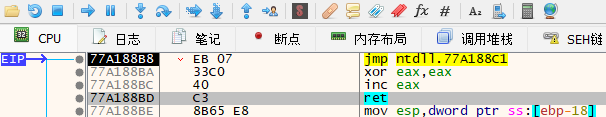 fx # A₂
CPU 日志 笔记 断点 内存布局 调用堆栈 SEH链
EIP 77A188B8 EB 07 jmp ntdll.77A188C1
77A188BA 33C0 xor eax,eax
77A188BC 40 inc eax
77A188BD C3 ret
77A188BE 8B65 E8 mov esp,dword ptr ss:[ebp-18]